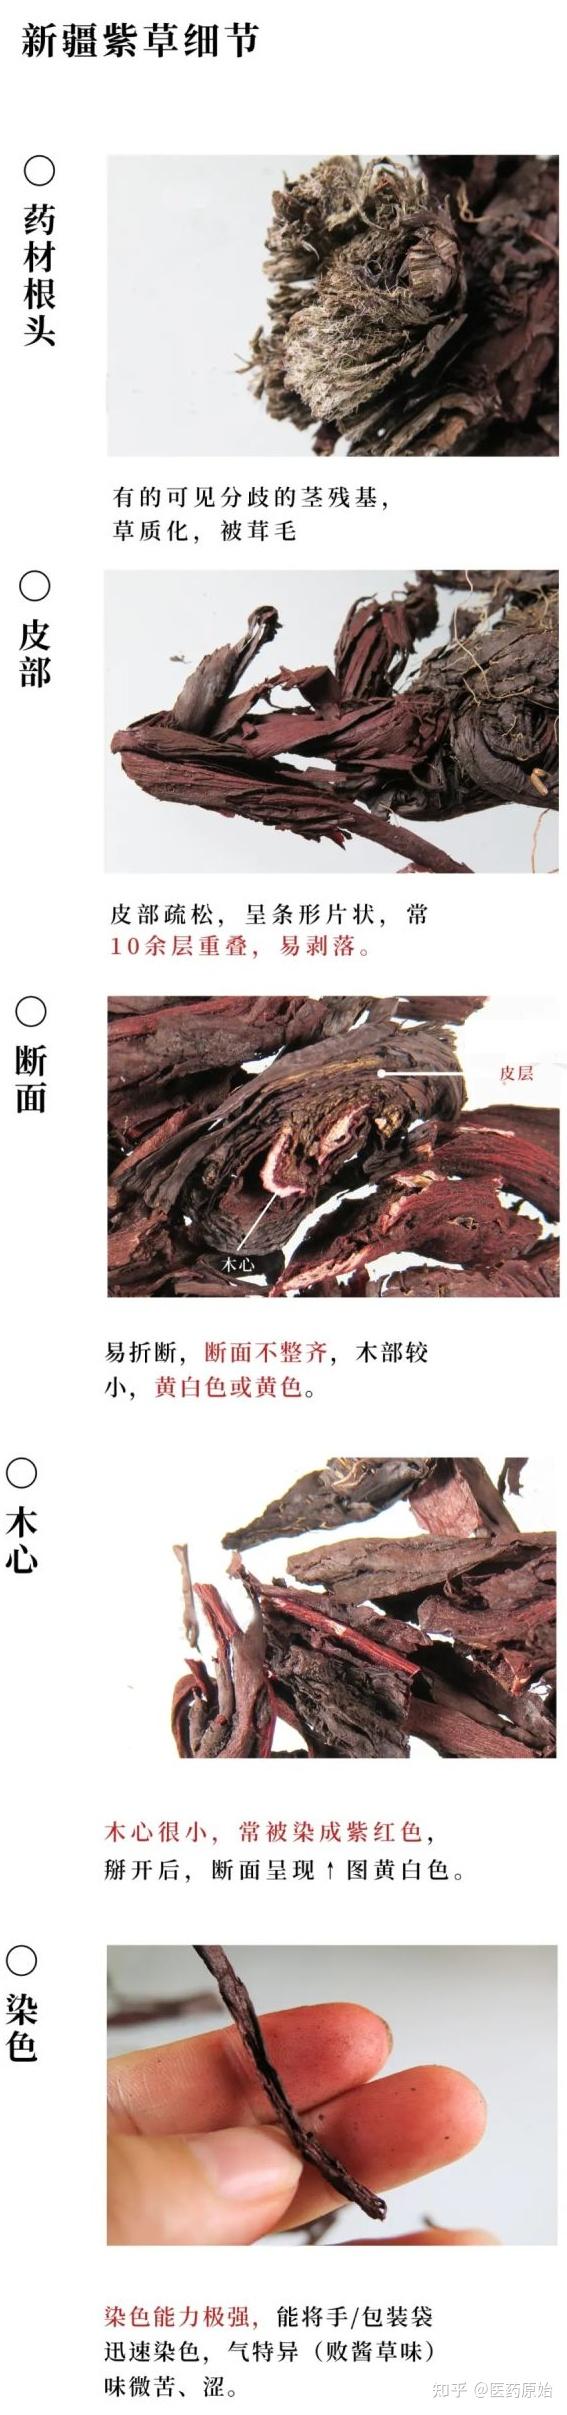 新疆紫草细节
药材根头
有的可见分歧的茎残基，
草质化，被茸毛
皮部
皮部疏松，呈条形片状，常
10余层重叠，易剥落。
断面
皮层
木心
易折断，断面不整齐，木部较
小，黄白色或黄色。
木心
木心很小，常被染成紫红色，
掰开后，断面呈现↑图黄白色。
染色
染色能力极强，能将手/包装袋
迅速染色，气特异（败酱草味）
味微苦、涩。
知乎 @医药原始